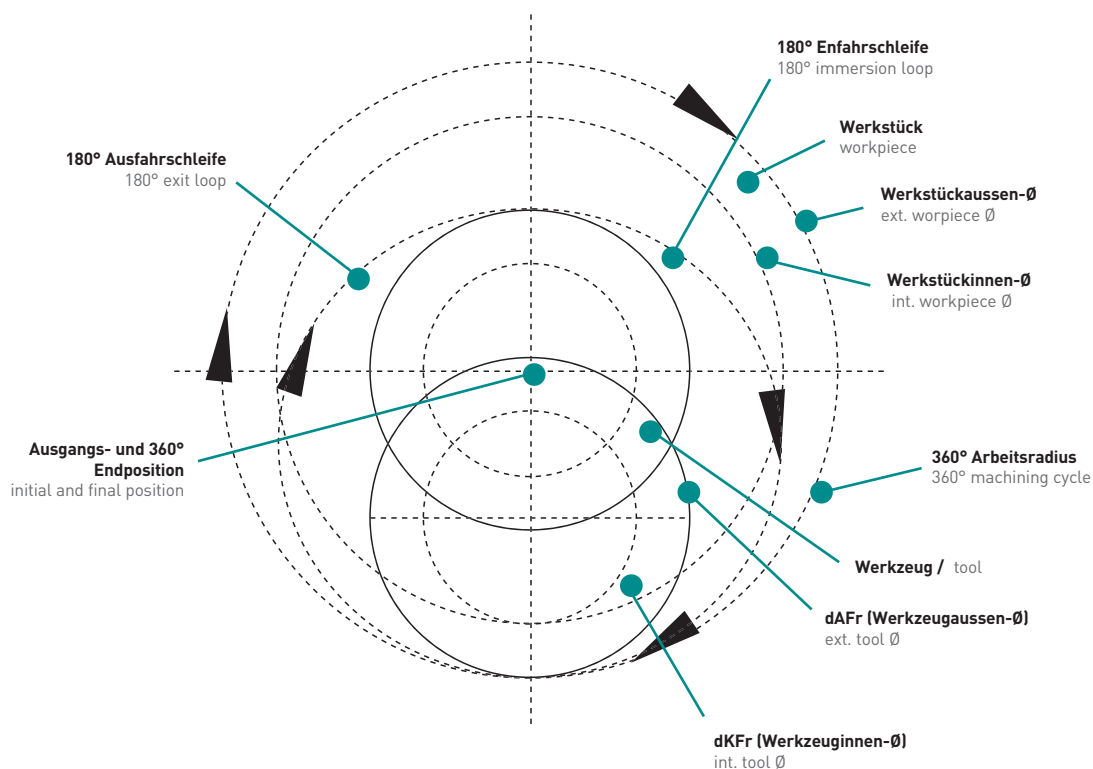 180° Enfahrschleife
180° immersion loop
Werkstück
workpiece
180° Ausfahrschleife
180° exit loop
Werkstückaussen-Ø
ext. worpiece Ø
Werkstückinnen-Ø
int. workpiece Ø
Ausgangs- und 360°
Endposition
initial and final position
360° Arbeitsradius
360° machining cycle
Werkzeug / tool
dAFr (Werkzeugaussen-Ø)
ext. tool Ø
dKFr (Werkzeuginnen-Ø)
int. tool Ø